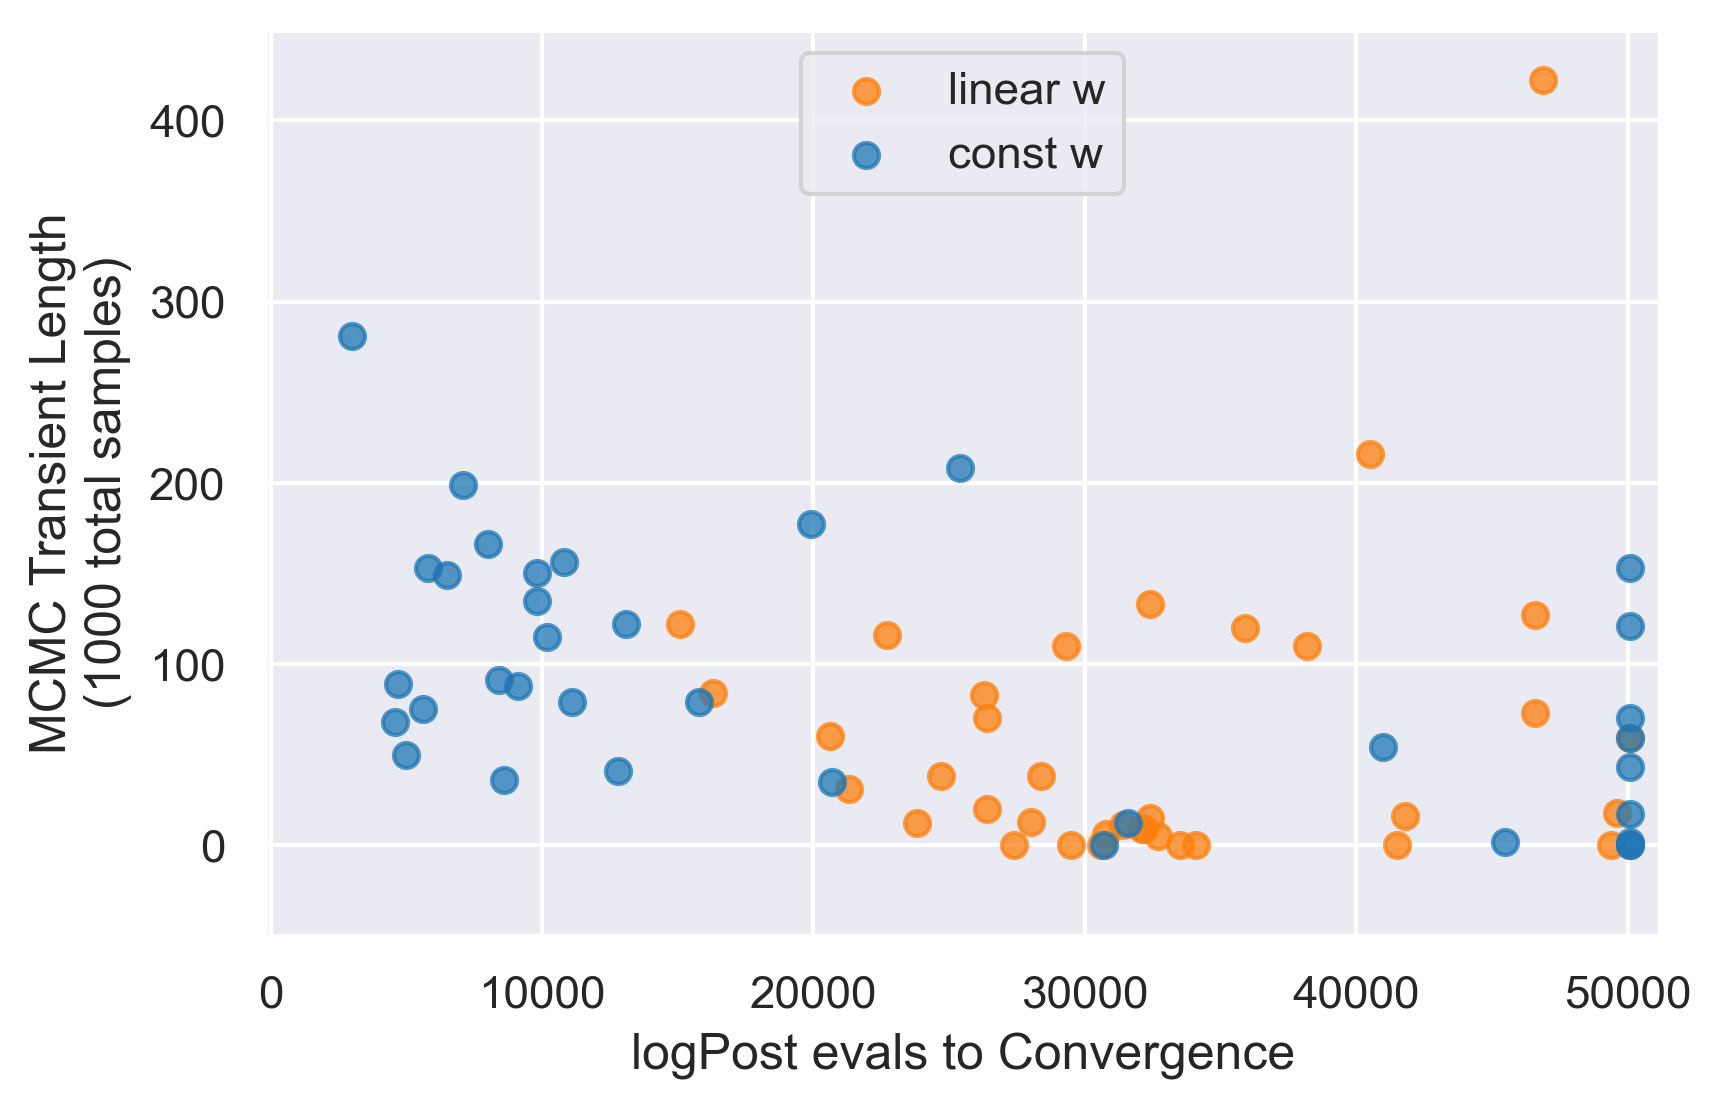 linear w
const w
400
300
200
100
0
MCMC Transient Length
(1000 total samples)
0 10000 20000 30000 40000 50000
logPost evals to Convergence